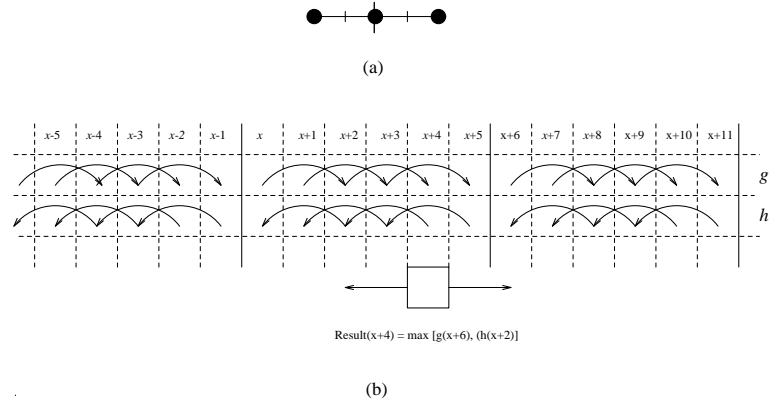 (a)
x-5 x-4 x-3 x-2 x-1 x x+1 x+2 x+3 x+4 x+5 x+6 x+7 x+8 x+9 x+10 x+11
g
h
Result(x+4) = max [g(x+6), (h(x+2)]
(b)